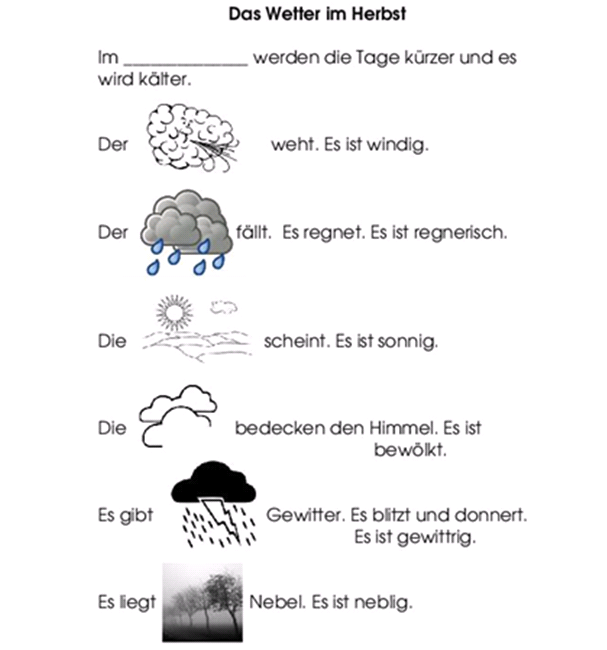 Das Wetter im Herbst
Im ______________ werden die Tage kürzer und es
wird kälter.
Der weht. Es ist windig.
Der fällt. Es regnet. Es ist regnerisch.
Die scheint. Es ist sonnig.
Die bedecken den Himmel. Es ist
bewölkt.
Es gibt Gewitter. Es blitzt und donnert.
Es ist gewittrig.
Es liegt Nebel. Es ist neblig.